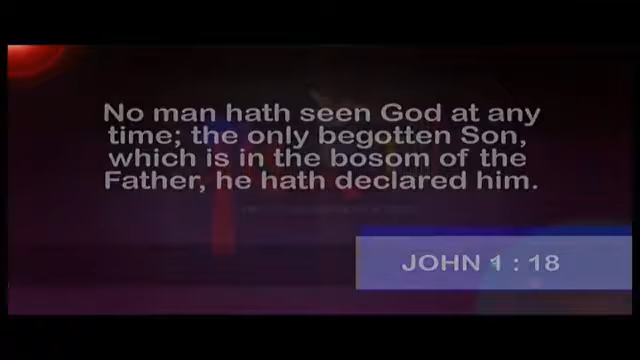 No man hath seen God at any
time; the only begotten Son,
which is in the bosom of the
Father, he hath declared him.
JOHN 1 : 18